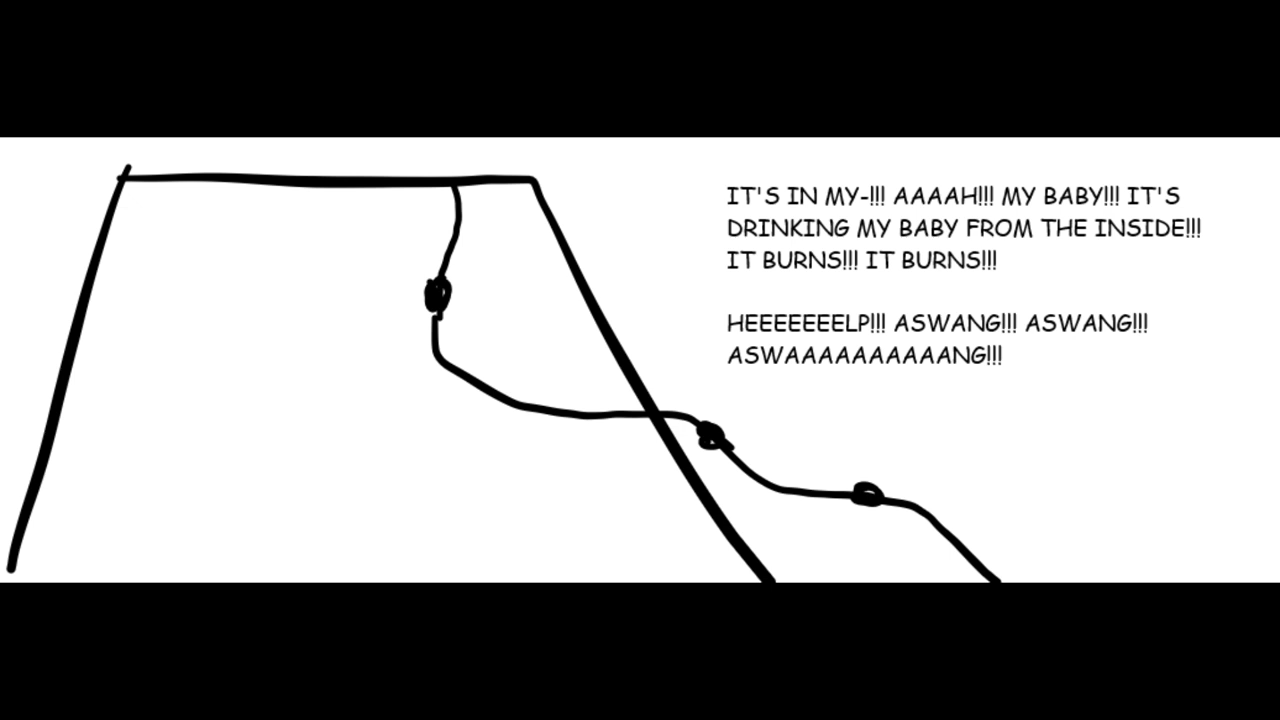 IT'S IN MY-!!! AAAAH!!! MY BABY!!! IT'S
DRINKING MY BABY FROM THE INSIDE!!!
IT BURNS!!! IT BURNS!!!
HEEEEEEELP!!! ASWANG!!! ASWANG!!!
ASWAAAAAAAAAANG!!!